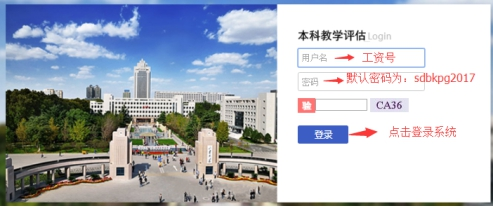 本科教学评估 Login
用户名 工资号
密码 默认密码为：sdbkpg2017
验 CA36
登录 点击登录系统